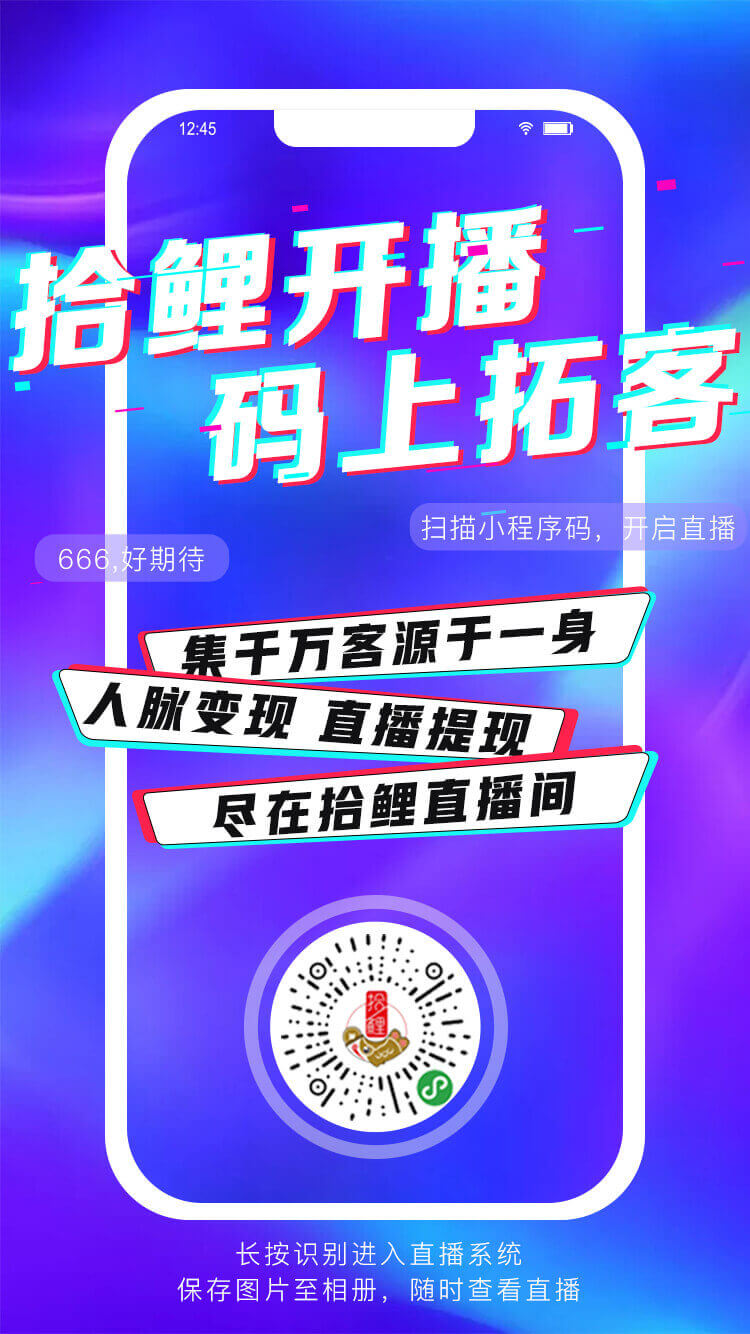 12:45
拾鲤开播
码上拓客
扫描小程序码，开启直播
666,好期待
集千万客源于一身
人脉变现 直播提现
尽在拾鲤直播间
拾鲤
长按识别进入直播系统
保存图片至相册，随时查看直播